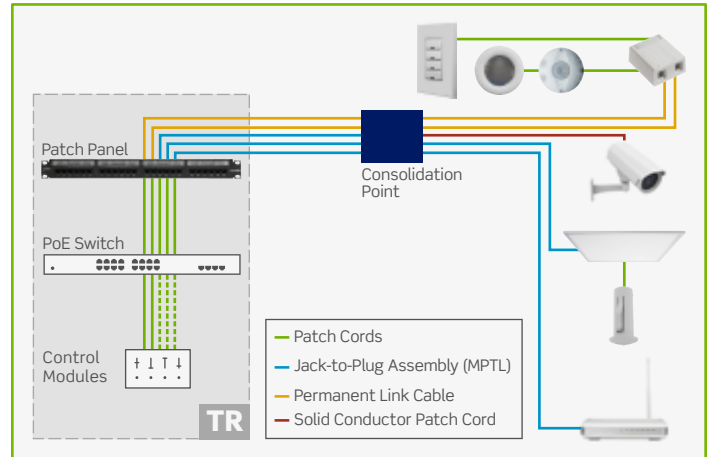 Patch Panel
Consolidation
Point
PoE Switch
Control
Modules
TR
Patch Cords
Jack-to-Plug Assembly (MPTL)
Permanent Link Cable
Solid Conductor Patch Cord